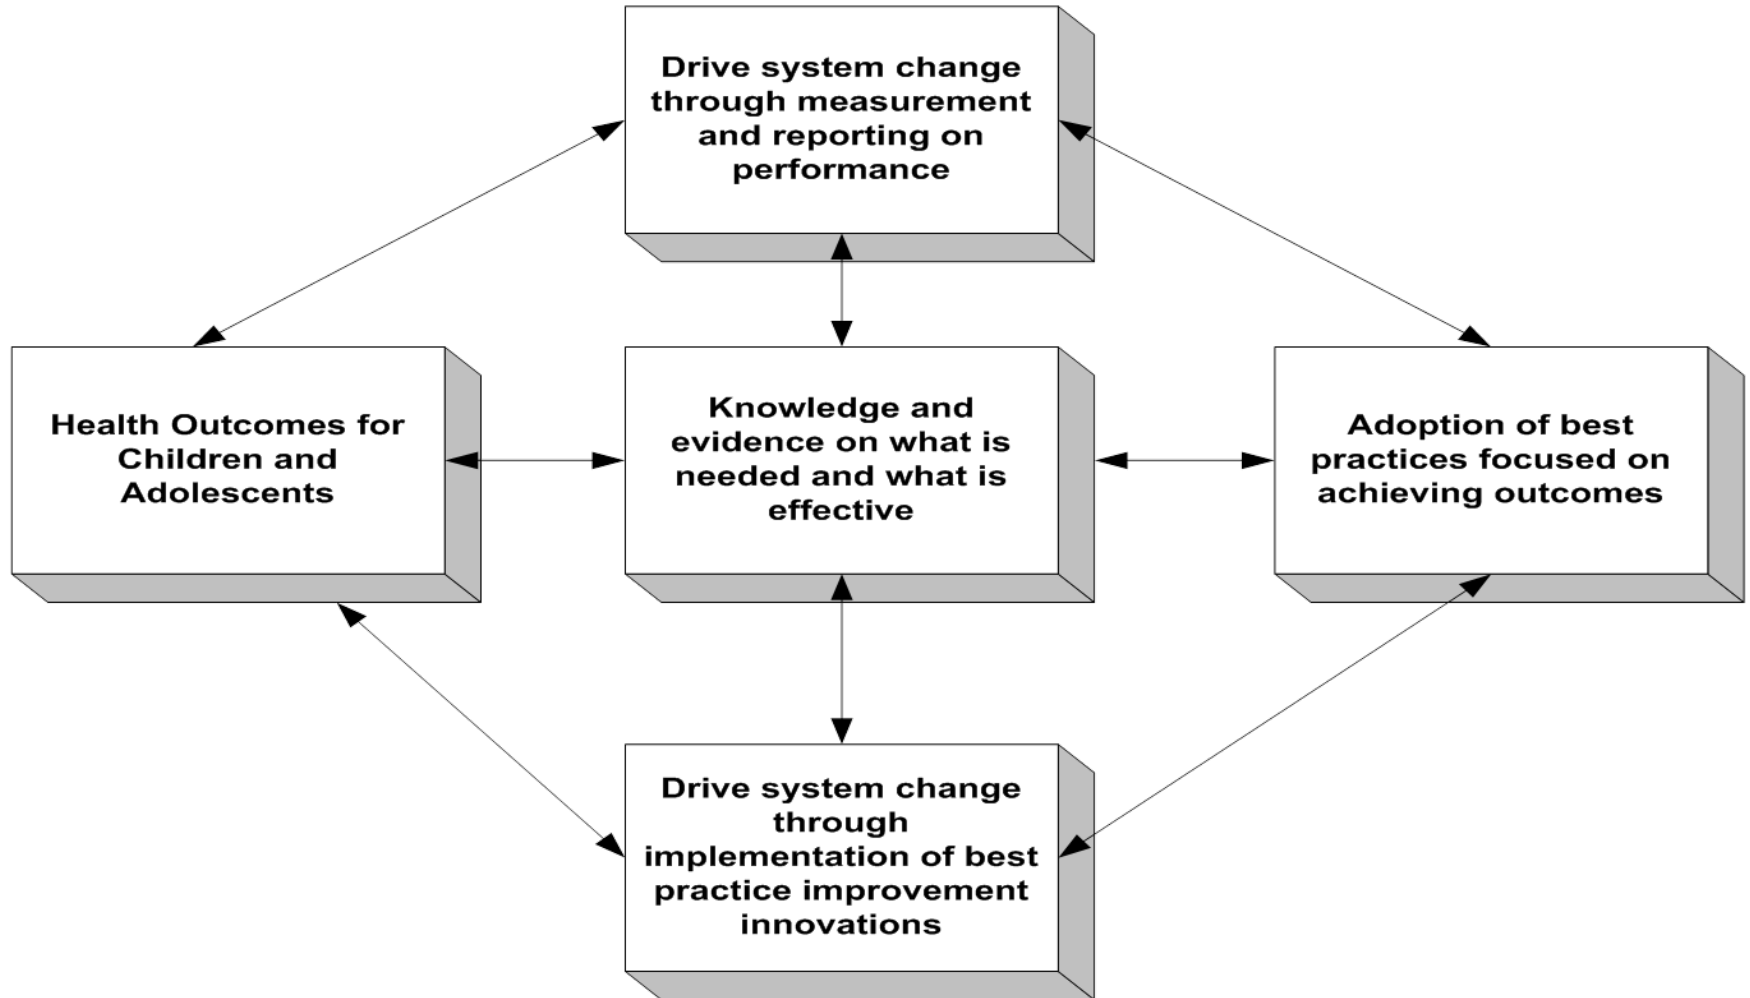 Drive system change
through measurement
and reporting on
performance
Health Outcomes for
Children and
Adolescents
Knowledge and
evidence on what is
needed and what is
effective
Adoption of best
practices focused on
achieving outcomes
Drive system change
through
implementation of best
practice improvement
innovations